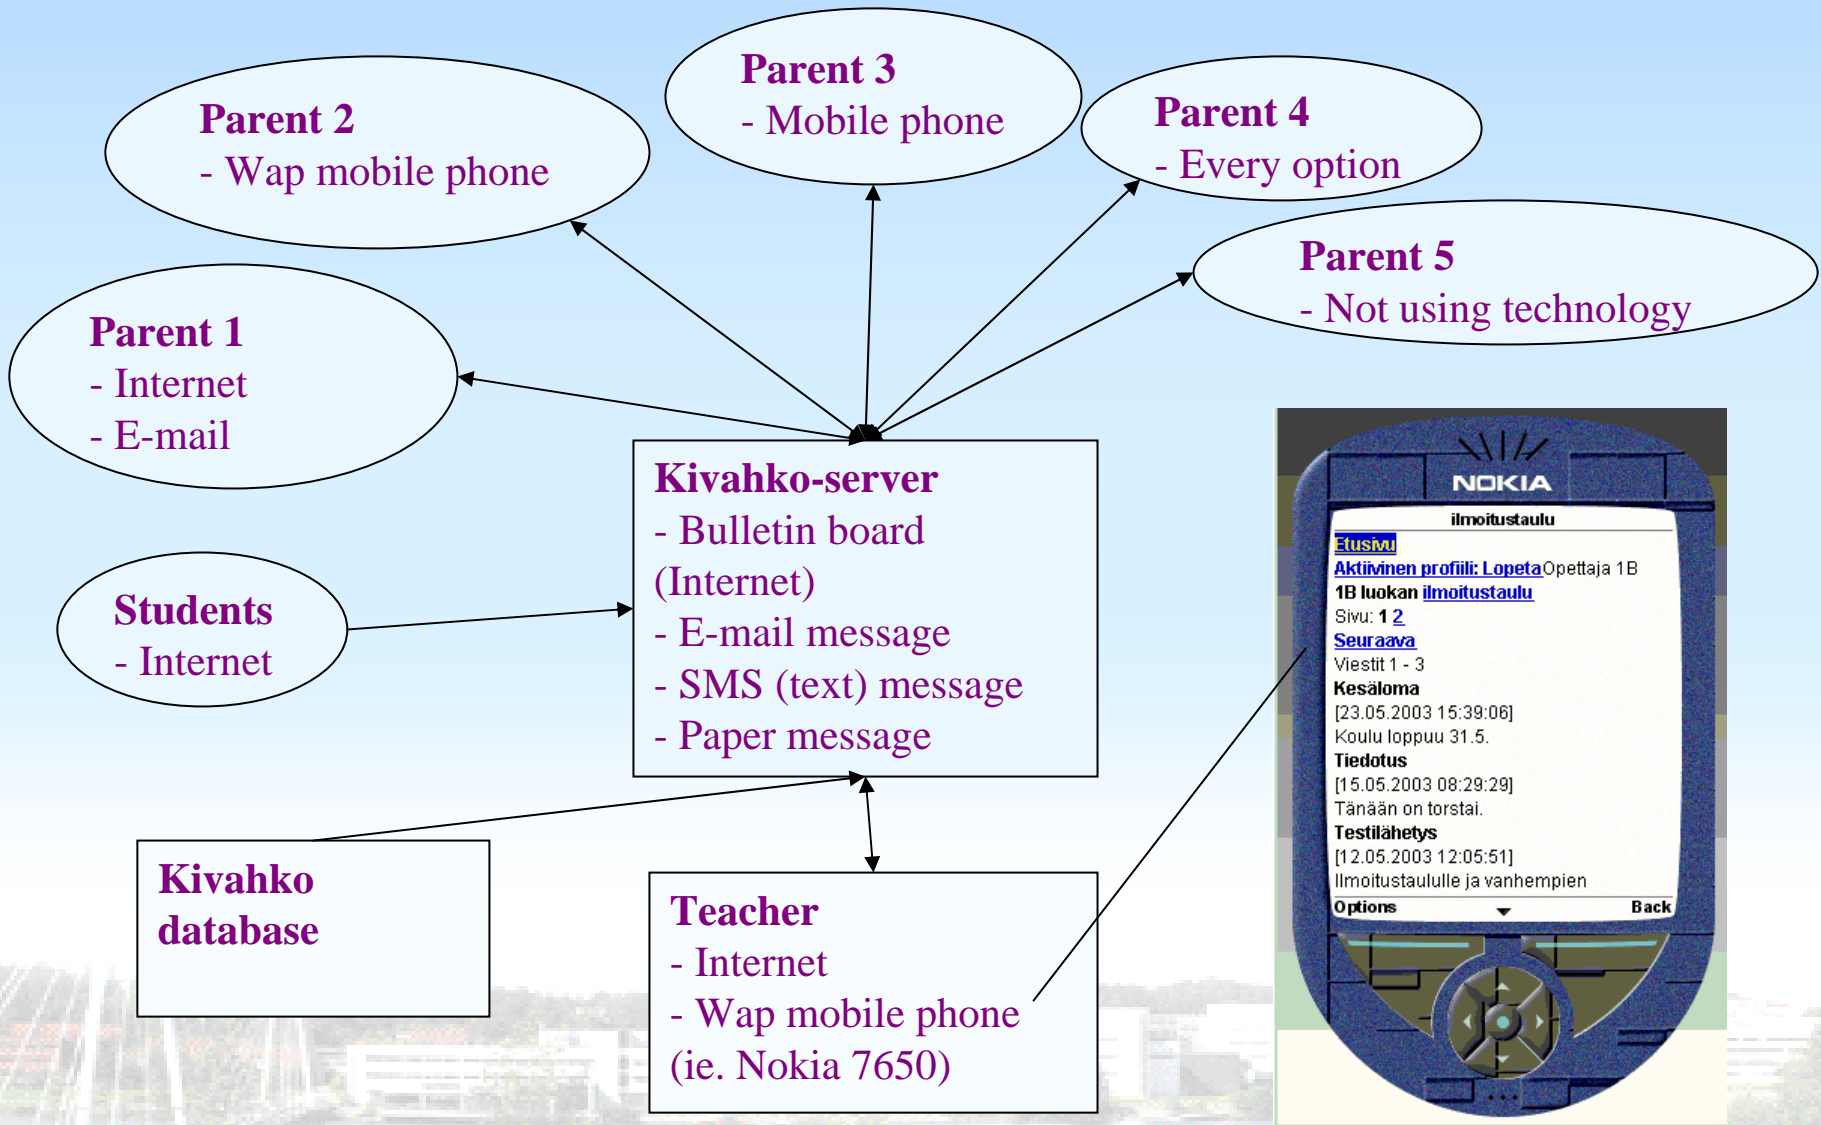 Parent 2
- Wap mobile phone
Parent 3
- Mobile phone
Parent 4
- Every option
Parent 5
- Not using technology
Parent 1
- Internet
- E-mail
Students
- Internet
Kivahko-server
- Bulletin board
(Internet)
- E-mail message
- SMS (text) message
- Paper message
Kivahko
database
Teacher
- Internet
- Wap mobile phone
(ie. Nokia 7650)
NOKIA
ilmoitustaulu
Etusivu
Aktiivinen profiili: Lopeta Opettaja 1B
1B luokan ilmoitustaulu
Sivu: 1 2
Seuraava
Viestit 1 - 3
Kesäloma
[23.05.2003 15:39:06]
Koulu loppuu 31.5.
Tiedotus
[15.05.2003 08:29:29]
Tänään on torstai.
Testilähetys
[12.05.2003 12:05:51]
Ilmoitustaululle ja vanhempien
Options Back